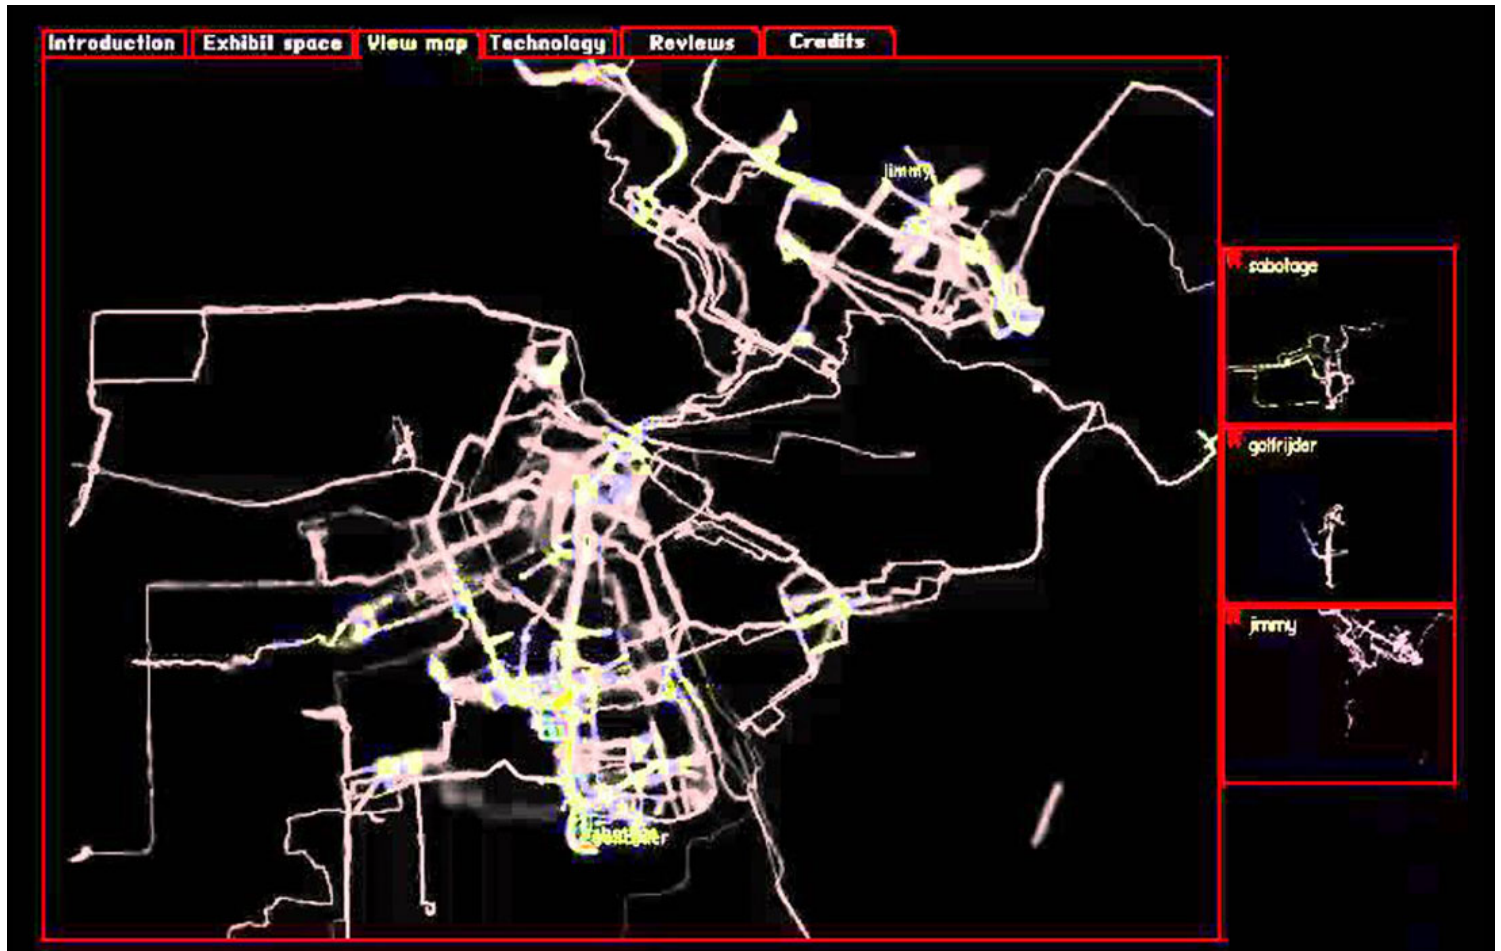 Introduction
Exhibit space
View map
Technology
Reviews
Credits
jimmy
sabotage
golfrijder
jimmy